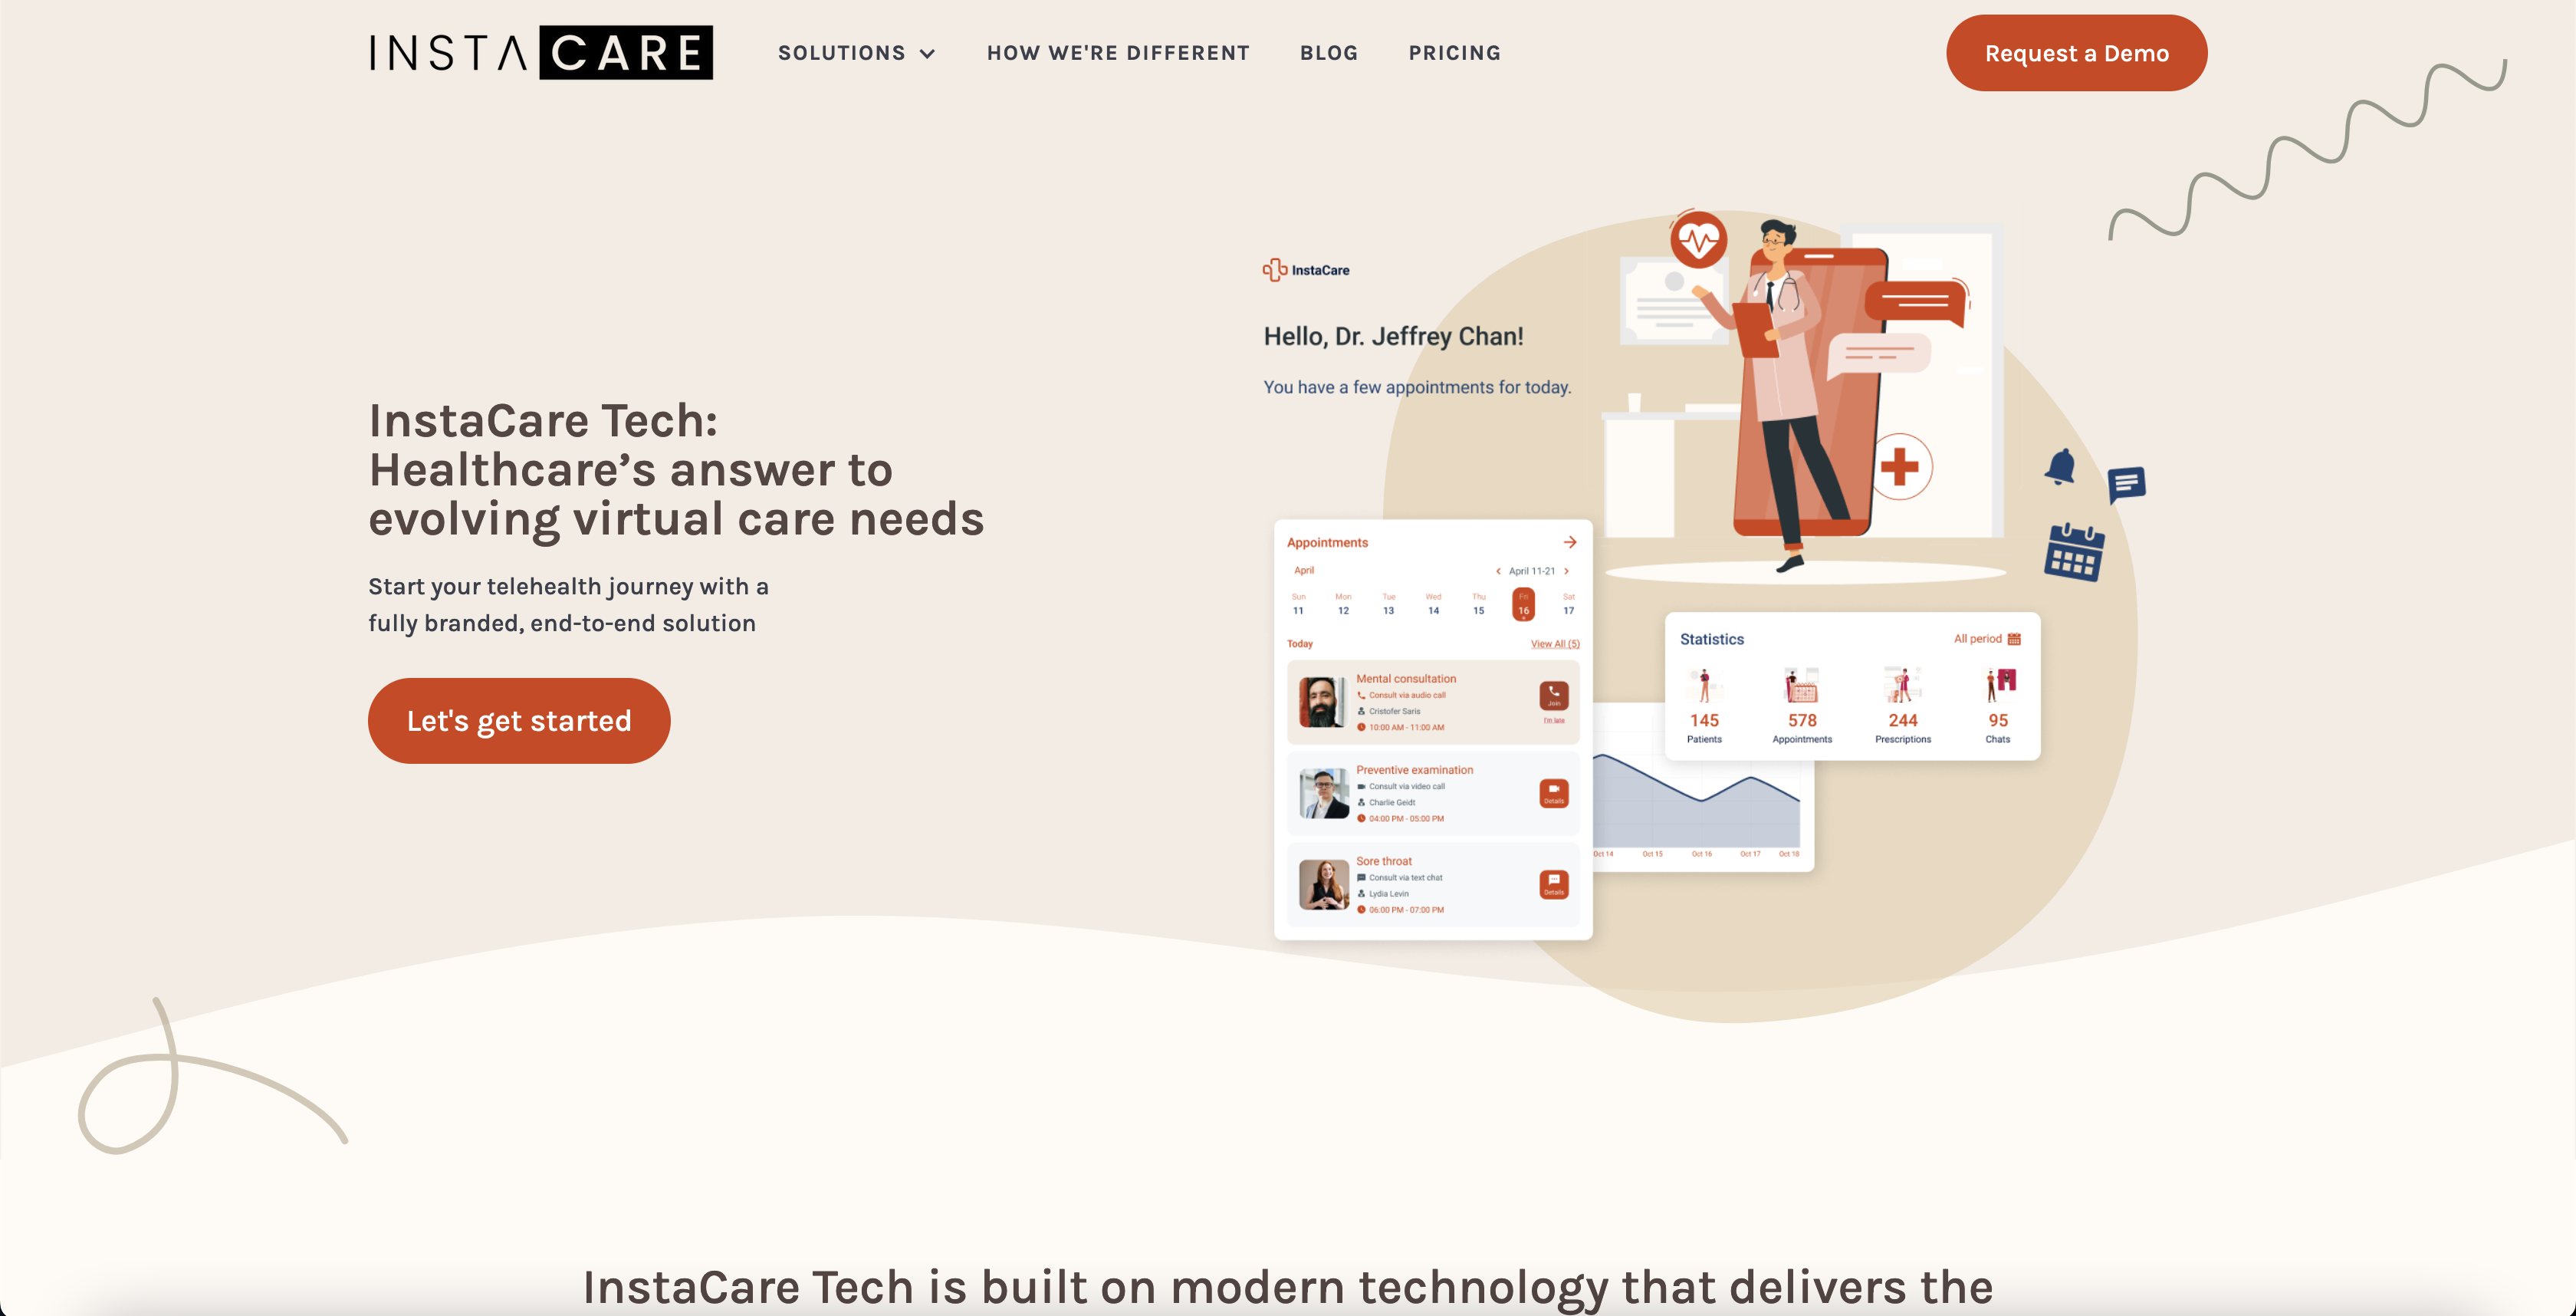 INSTACARE
SOLUTIONS
HOW WE'RE DIFFERENT
BLOG
PRICING
Request a Demo
InstaCare Tech:
Healthcare’s answer to
evolving virtual care needs
Start your telehealth journey with a
fully branded, end-to-end solution
Let's get started
InstaCare
Hello, Dr. Jeffrey Chan!
You have a few appointments for today.
Appointments
April
April 11-21
Sun Mon Tue Wed Thu Fri Sat
11 12 13 14 15 16 17
Today
View All (5)
Mental consultation
Consult via audio call
Cristofer Saris
10:00 AM - 11:00 AM
Join
I'm late
Preventive examination
Consult via video call
Charlie Geidt
04:00 PM - 05:00 PM
Details
Sore throat
Consult via text chat
Lydia Levin
06:00 PM - 07:00 PM
Details
Statistics
All period
145 578 244 95
Patients Appointments Prescriptions Chats
Oct 14 Oct 15 Oct 16 Oct 17 Oct 18
InstaCare Tech is built on modern technology that delivers the